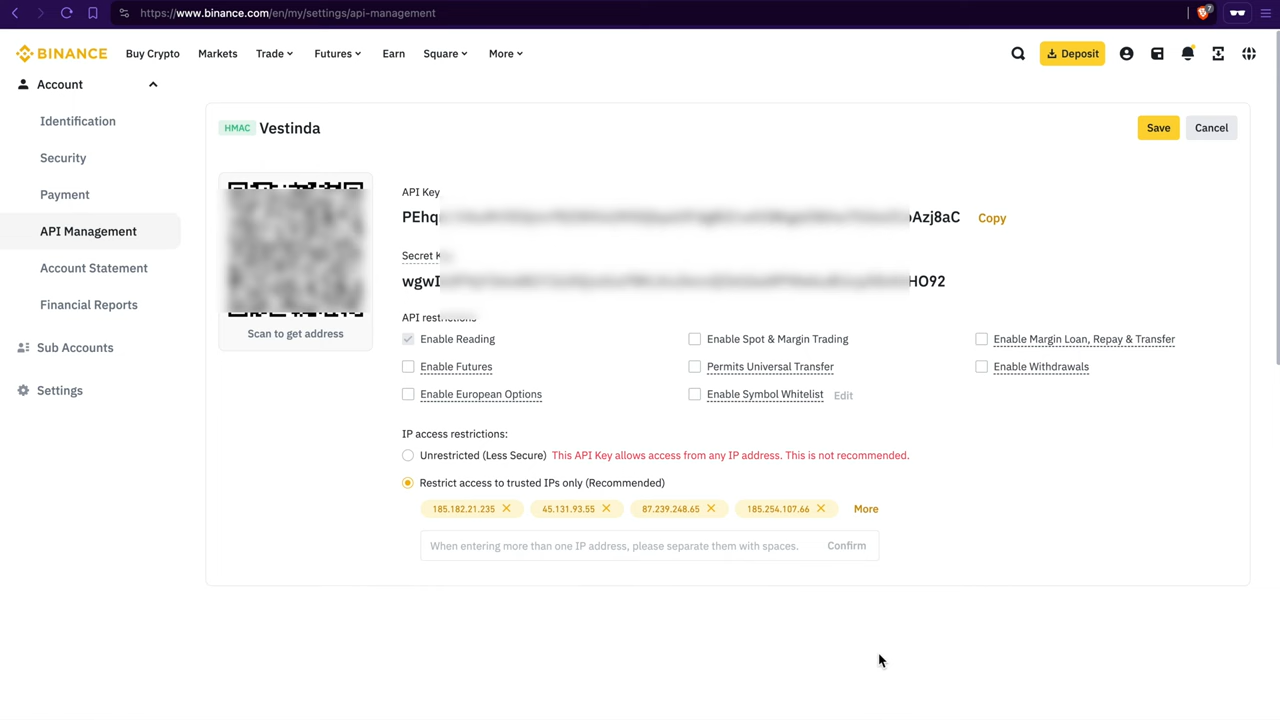 https://www.binance.com/en/my/settings/api-management
7
BINANCE Buy Crypto Markets Trade Futures Earn Square More Deposit
Account
Identification
Security
Payment
API Management
Account Statement
Financial Reports
Sub Accounts
Settings
HMAC Vestinda Save Cancel
Scan to get address
API Key
PEhq Azj8aC Copy
Secret
wgwI HO92
API restrictions
Enable Reading Enable Spot & Margin Trading Enable Margin Loan, Repay & Transfer
Enable Futures Permits Universal Transfer Enable Withdrawals
Enable European Options Enable Symbol Whitelist Edit
IP access restrictions:
Unrestricted (Less Secure) This API Key allows access from any IP address. This is not recommended.
Restrict access to trusted IPs only (Recommended)
185.182.21.235 45.131.93.55 87.239.248.65 185.254.107.66 More
When entering more than one IP address, please separate them with spaces. Confirm